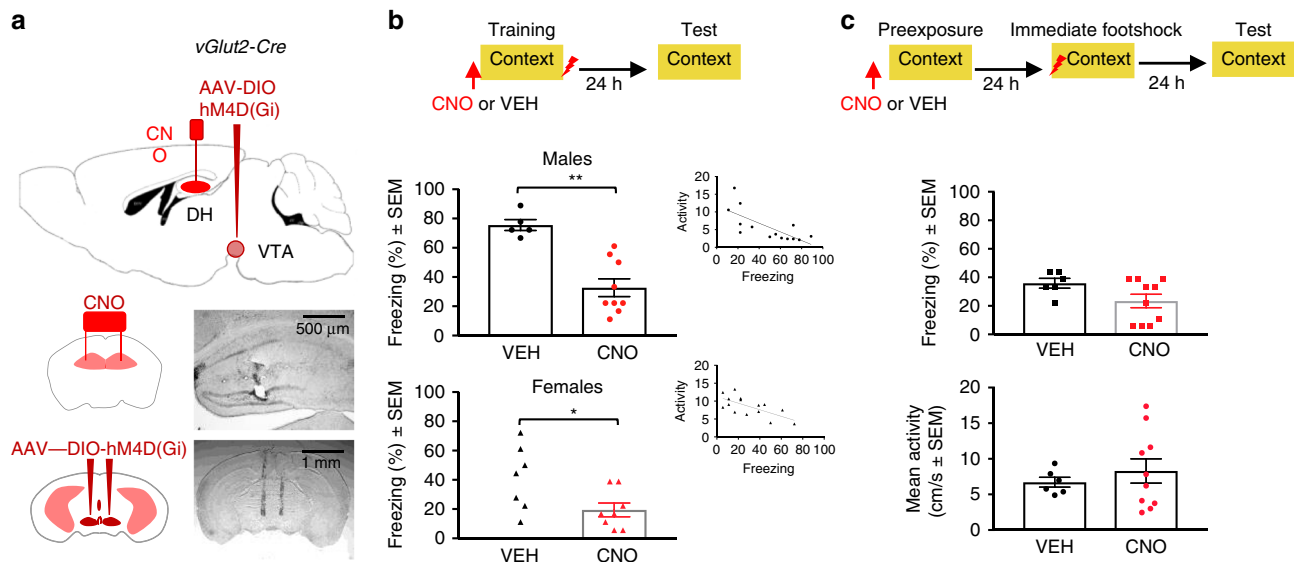 a
vGlut2-Cre
AAV-DIO
hM4D(Gi)
CN
O
DH
VTA
CNO
500 µm
AAV—DIO-hM4D(Gi)
1 mm
b
Training
Test
Context
Context
24 h
CNO or VEH
Males
**
Freezing (%) ± SEM
100
80
60
40
20
0
VEH
CNO
Activity
20
15
10
5
0
0 20 40 60 80 100
Freezing
Females
*
Freezing (%) ± SEM
100
80
60
40
20
0
VEH
CNO
Activity
20
15
10
5
0
0 20 40 60 80 100
Freezing
c
Preexposure
Immediate footshock
Test
Context
Context
Context
24 h
24 h
CNO or VEH
Freezing (%) ± SEM
100
80
60
40
20
0
VEH
CNO
Mean activity
(cm/s ± SEM)
20
15
10
5
0
VEH
CNO